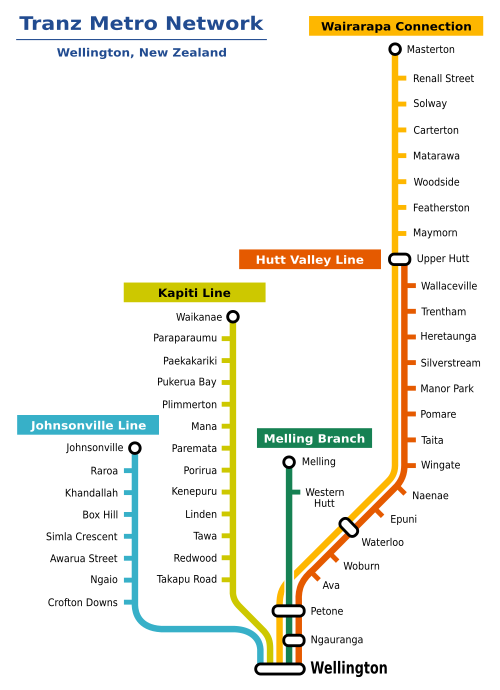 Tranz Metro Network
Wellington, New Zealand
Wairarapa Connection
Masterton
Renall Street
Solway
Carterton
Matarawa
Woodside
Featherston
Maymorn
Hutt Valley Line
Upper Hutt
Wallaceville
Trentham
Heretaunga
Silverstream
Manor Park
Pomare
Taita
Wingate
Naenae
Epuni
Waterloo
Woburn
Ava
Petone
Ngauranga
Kapiti Line
Waikanae
Paraparaumu
Paekakariki
Pukerua Bay
Plimmerton
Mana
Paremata
Porirua
Kenepuru
Linden
Tawa
Redwood
Takapu Road
Johnsonville Line
Johnsonville
Raroa
Khandallah
Box Hill
Simla Crescent
Awarua Street
Ngaio
Crofton Downs
Melling Branch
Melling
Western
Hutt
Wellington